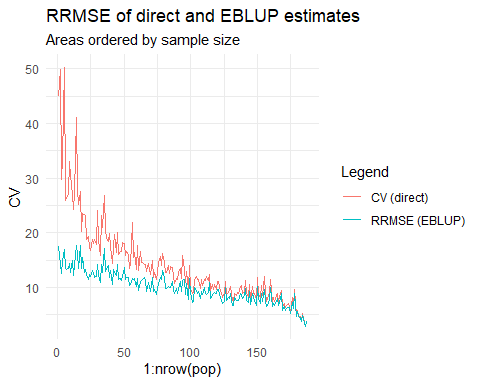 RRMSE of direct and EBLUP estimates
Areas ordered by sample size
50
40
30
20
10
CV
0
50
100
150
1:nrow(pop)
Legend
CV (direct)
RRMSE (EBLUP)